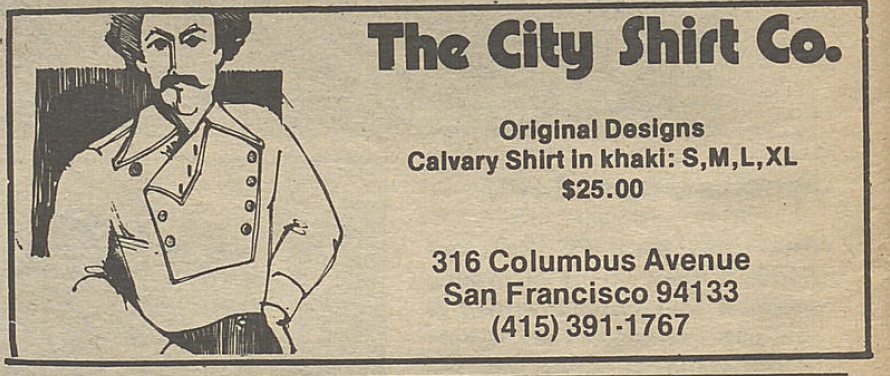 The City Shirt Co.
Original Designs
Calvary Shirt in khaki: S,M,L,XL
$25.00
316 Columbus Avenue
San Francisco 94133
(415) 391-1767